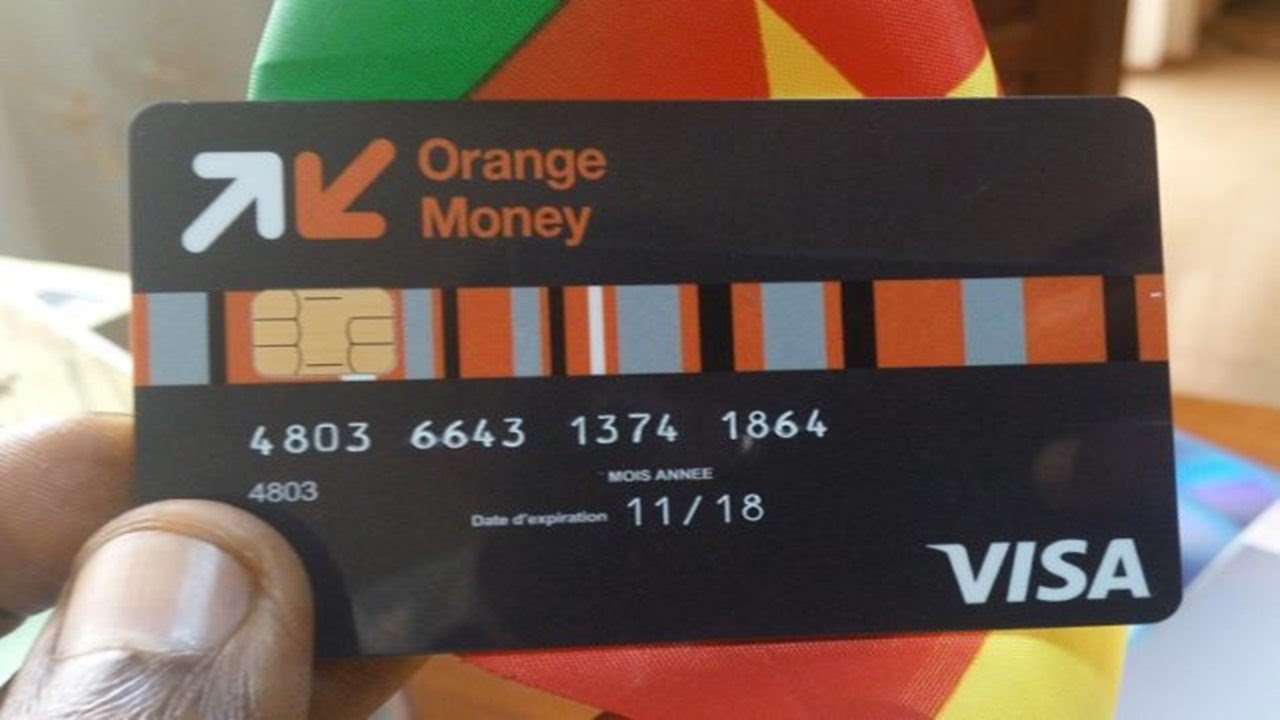 Orange
Money
4803 6643 1374 1864
4803
MOIS ANNEE
Date d'expiration 11/18
VISA